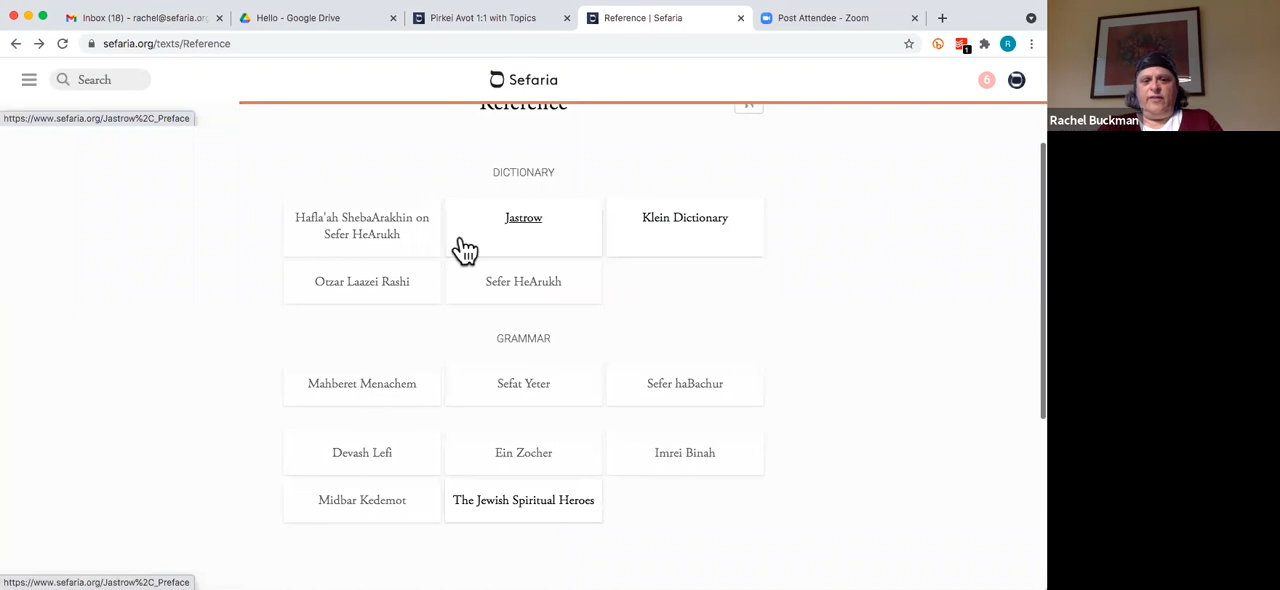 Inbox (18) - rachel@sefaria.or
Hello - Google Drive
Pirkei Avot 1:1 with Topics
Reference | Sefaria
Post Attendee - Zoom
sefaria.org/texts/Reference
1
R
Search
Sefaria
6
https://www.sefaria.org/Jastrow%2C_Preface
Rachel Buckman
Reference
DICTIONARY
Hafla'ah ShebaArakhin on
Sefer HeArukh
Jastrow
Klein Dictionary
Otzar Laazei Rashi
Sefer HeArukh
GRAMMAR
Mahberet Menachem
Sefat Yeter
Sefer haBachur
Devash Lefi
Ein Zocher
Imrei Binah
Midbar Kedemot
The Jewish Spiritual Heroes
https://www.sefaria.org/Jastrow%2C_Preface